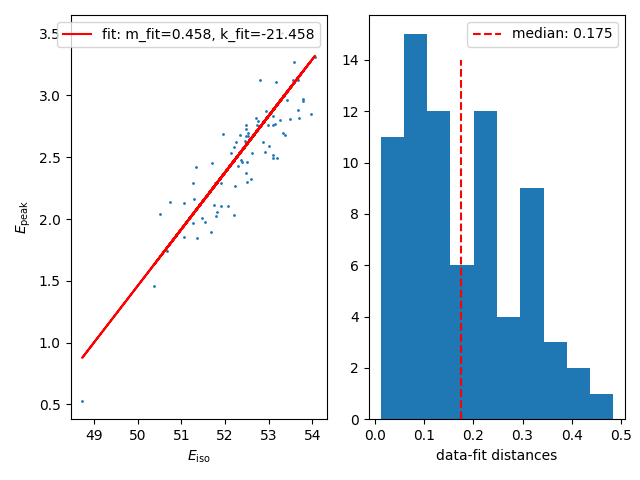 fit: m_fit=0.458, k_fit=-21.458
3.5
3.0
2.5
2.0
1.5
1.0
0.5
E_peak
49 50 51 52 53 54
E_iso
median: 0.175
14
12
10
8
6
4
2
0
0.0 0.1 0.2 0.3 0.4 0.5
data-fit distances